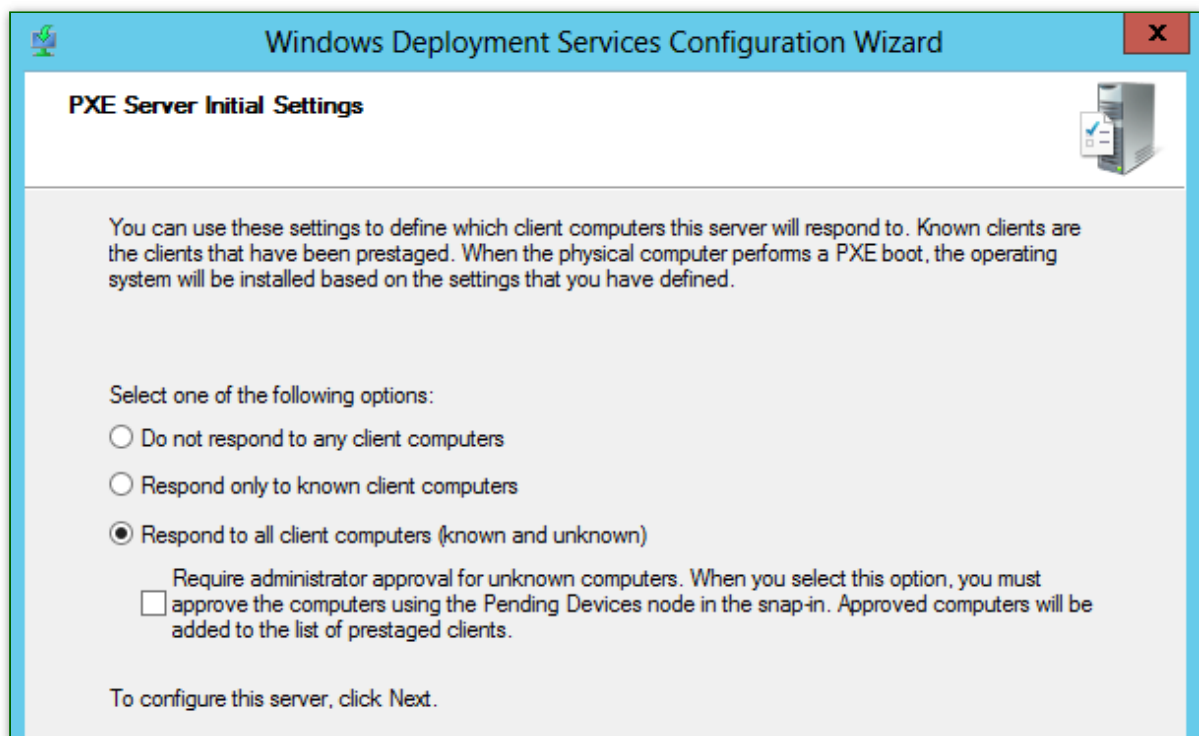 Windows Deployment Services Configuration Wizard
x
PXE Server Initial Settings
You can use these settings to define which client computers this server will respond to. Known clients are
the clients that have been prestaged. When the physical computer performs a PXE boot, the operating
system will be installed based on the settings that you have defined.
Select one of the following options:
Do not respond to any client computers
Respond only to known client computers
Respond to all client computers (known and unknown)
Require administrator approval for unknown computers. When you select this option, you must
approve the computers using the Pending Devices node in the snap-in. Approved computers will be
added to the list of prestaged clients.
To configure this server, click Next.